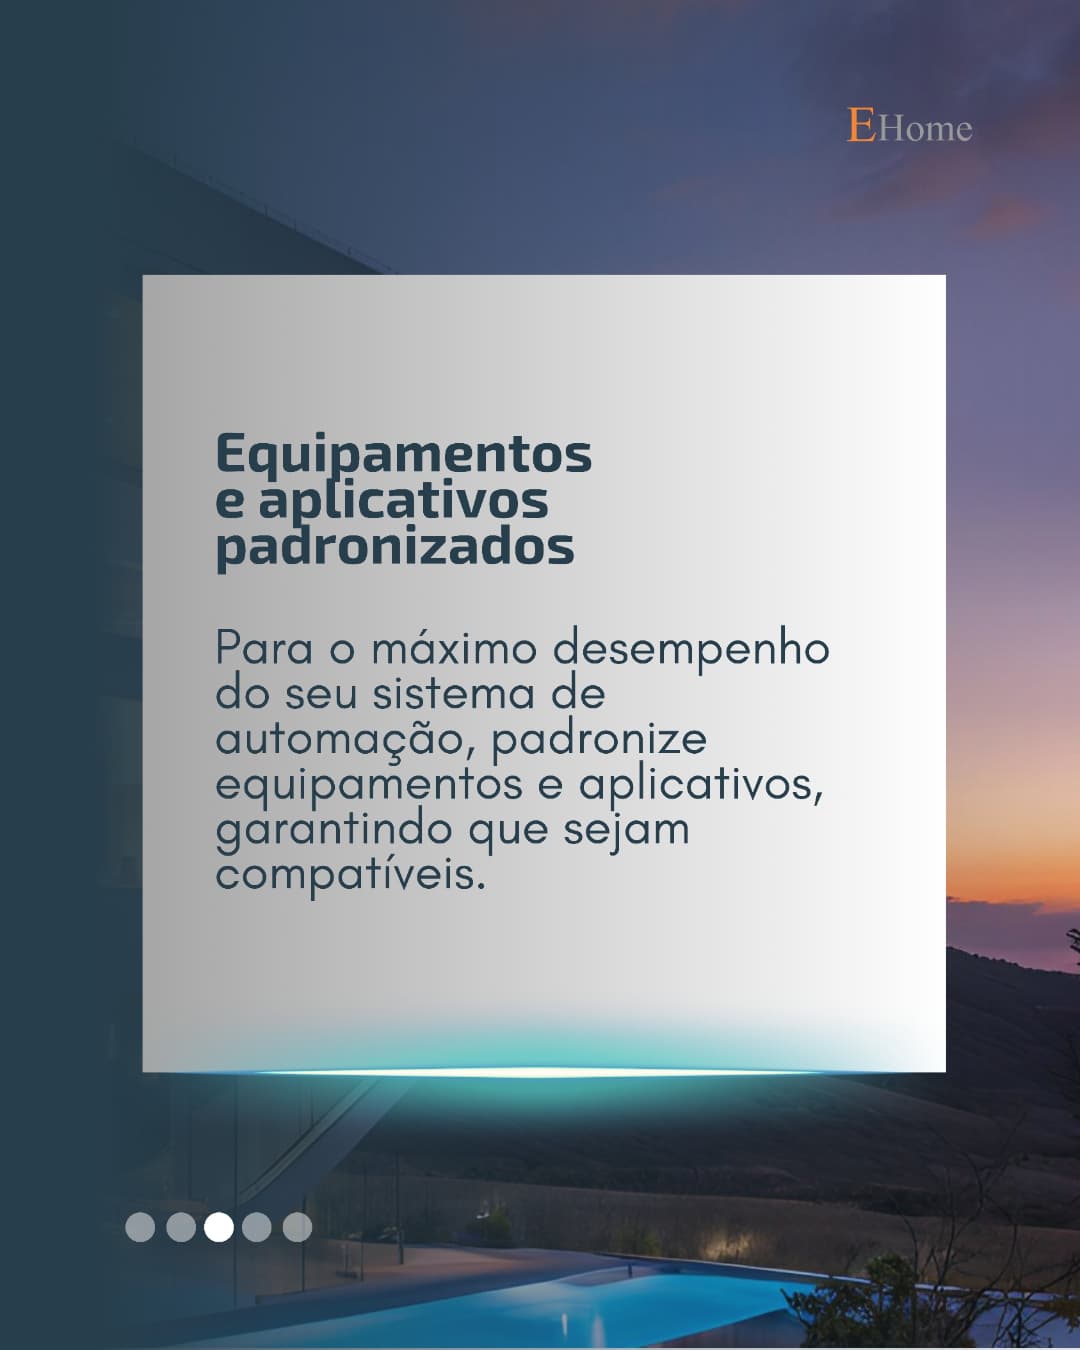 EHome
Equipamentos
e aplicativos
padronizados
Para o máximo desempenho
do seu sistema de
automação, padronize
equipamentos e aplicativos,
garantindo que sejam
compatíveis.